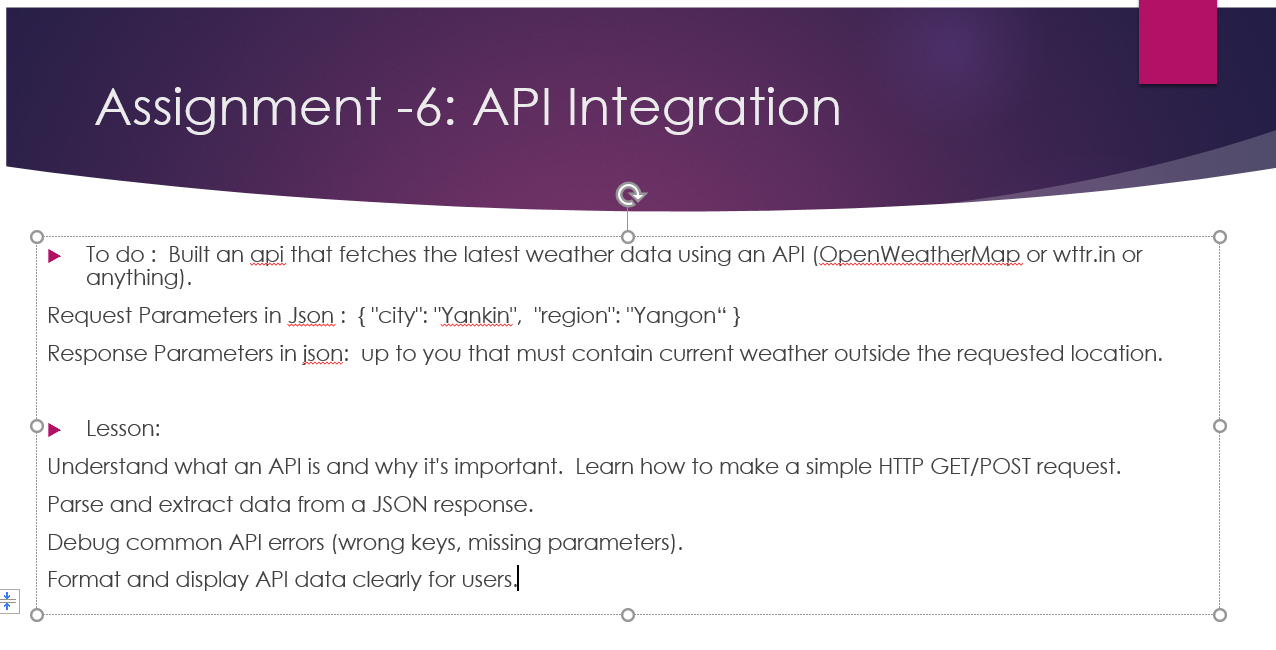 Assignment -6: API Integration
To do :  Built an api that fetches the latest weather data using an API (OpenWeatherMap or wttr.in or
anything).
Request Parameters in Json :  { "city": "Yankin",  "region": "Yangon“ }
Response Parameters in json:  up to you that must contain current weather outside the requested location.
Lesson:
Understand what an API is and why it's important.  Learn how to make a simple HTTP GET/POST request.
Parse and extract data from a JSON response.
Debug common API errors (wrong keys, missing parameters).
Format and display API data clearly for users.